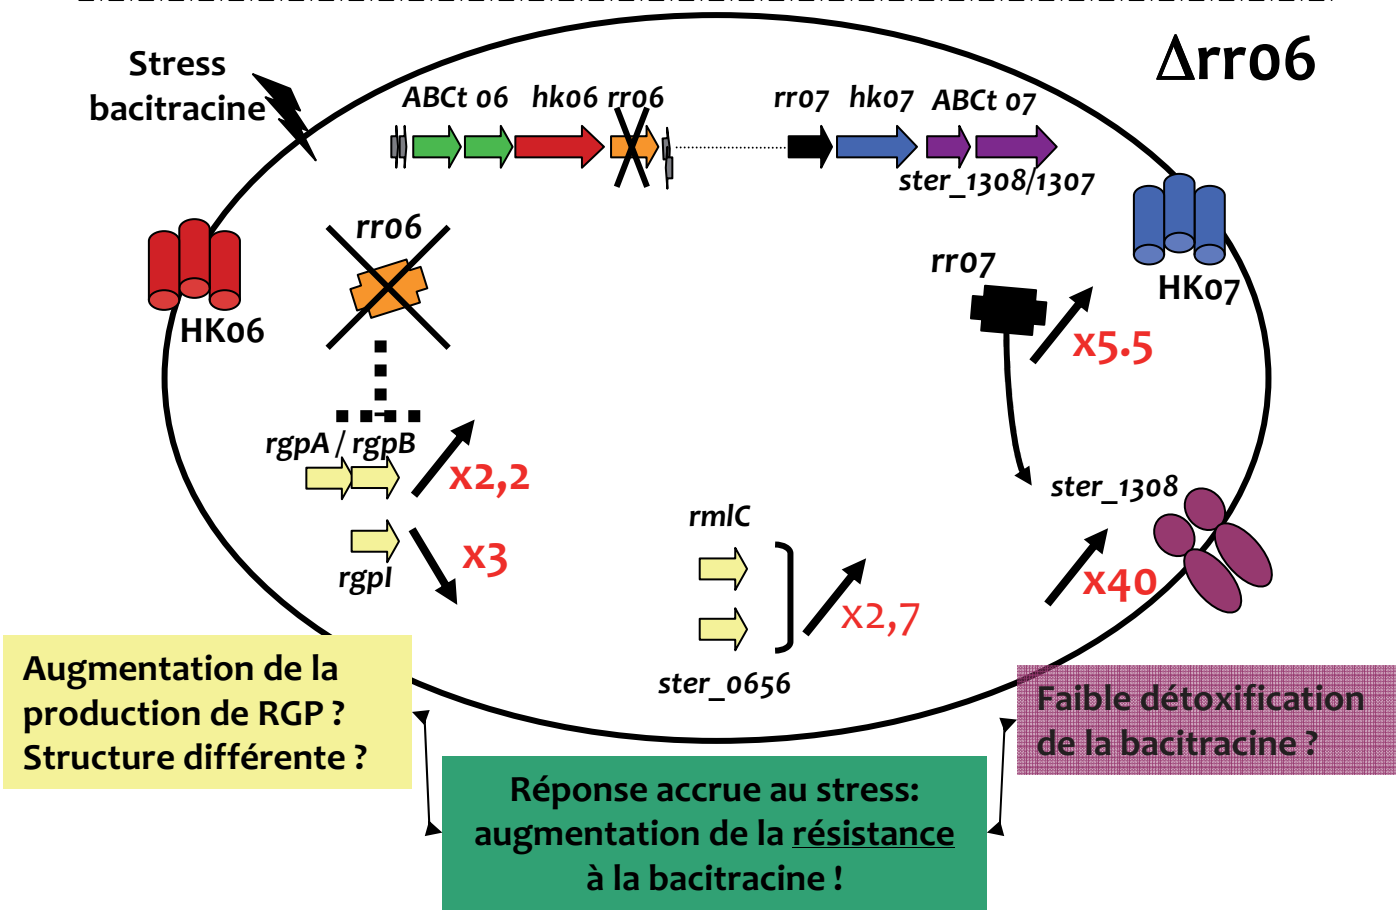 Δrr06
Stress
bacitracine
ABCt 06
hk06
rr06
rr07
hk07
ABCt 07
ster_1308/1307
rr06
HK06
rr07
HK07
x5.5
rgpA / rgpB
x2,2
rgpI
x3
rmlC
ster_0656
x2,7
ster_1308
x40
Augmentation de la
production de RGP ?
Structure différente ?
Faible détoxification
de la bacitracine ?
Réponse accrue au stress:
augmentation de la résistance
à la bacitracine !